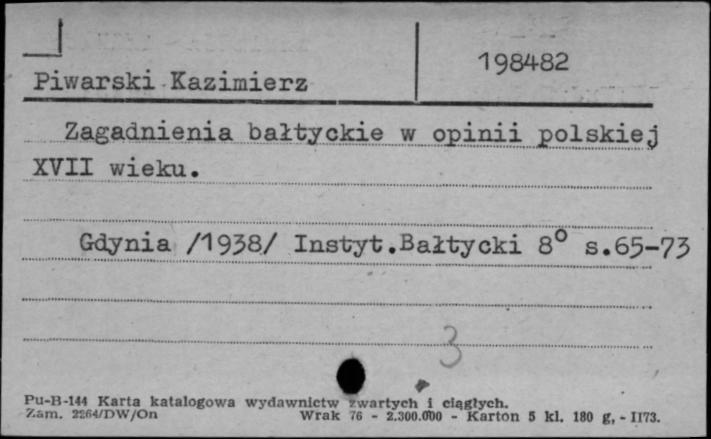 198482
Piwarski Kazimierz
Zagadnienia bałtyckie w opinii polskiej
XVII wieku.
Gdynia /1938/ Instyt.Bałtycki 8° s.65-73
3
Pu-B-144 Karta katalogowa wydawnictw zwartych i ciągłych.
Zam. 2264/DW/On Wrak 76 - 2.300.000 - Karton 5 kl. 180 g, - II73.